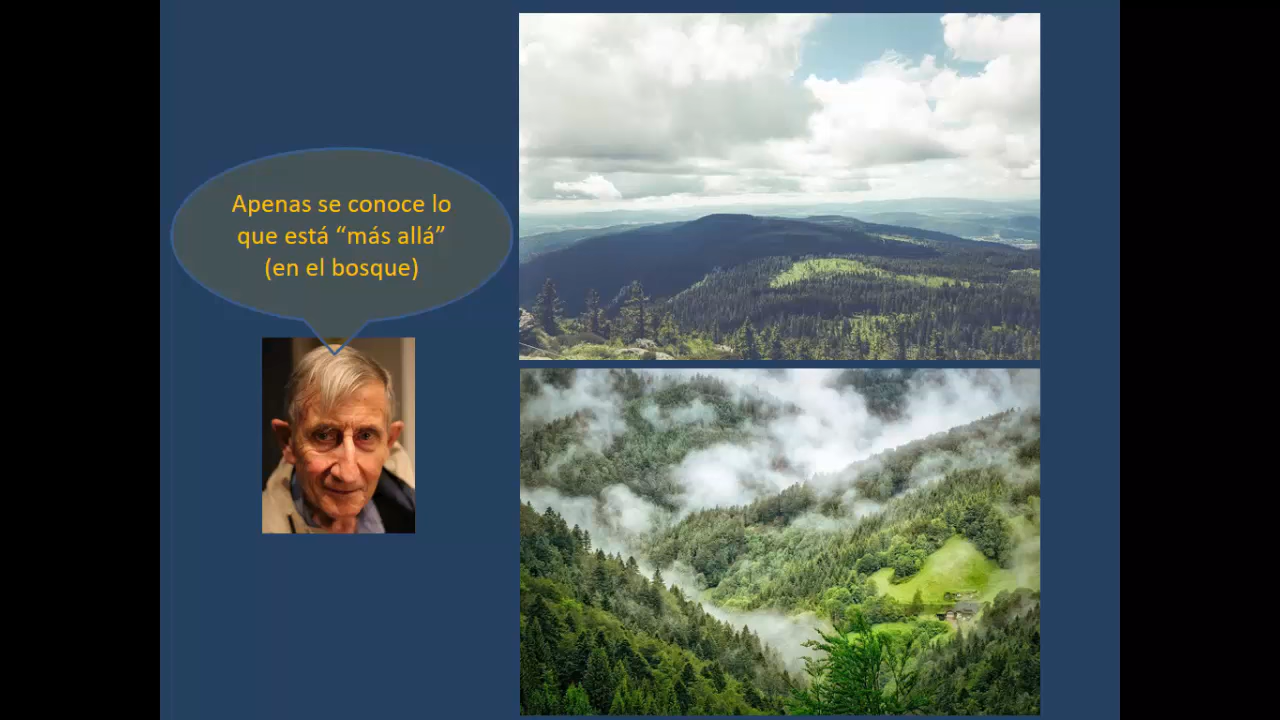 Apenas se conoce lo
que está “más allá”
(en el bosque)